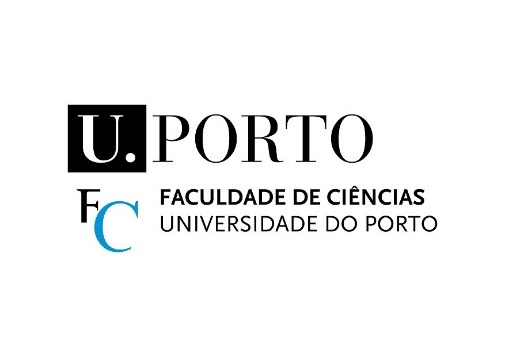 U.PORTO
FC
FACULDADE DE CIÊNCIAS
UNIVERSIDADE DO PORTO